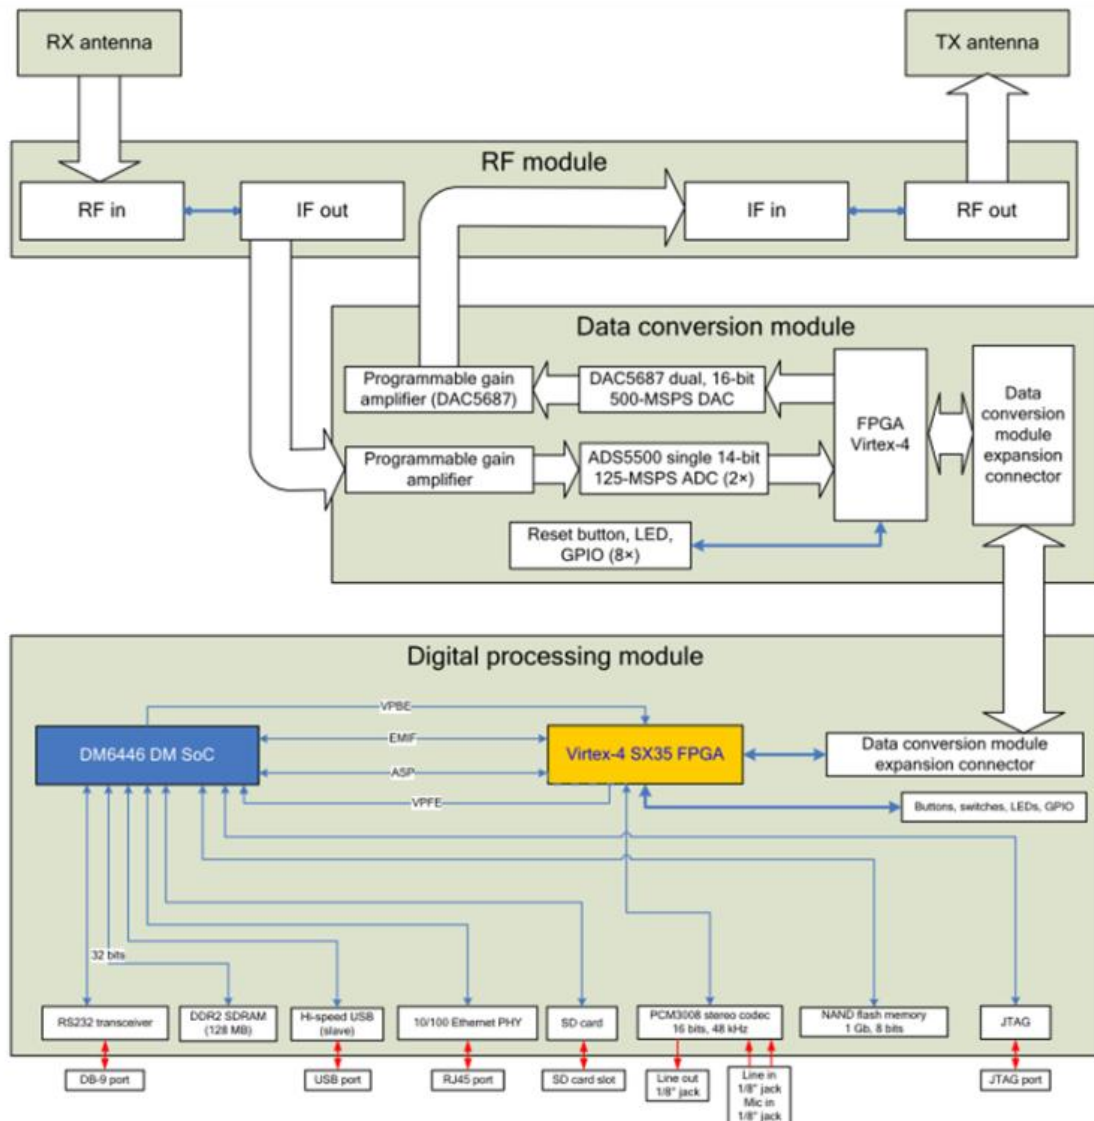 RX antenna
TX antenna
RF module
RF in
IF out
IF in
RF out
Data conversion module
Programmable gain
amplifier (DAC5687)
DAC5687 dual, 16-bit
500-MSPS DAC
FPGA
Virtex-4
Data
conversion
module
expansion
connector
Programmable gain
amplifier
ADS5500 single 14-bit
125-MSPS ADC (2×)
Reset button, LED,
GPIO (8×)
Digital processing module
VPBE
DM6446 DM SoC
EMIF
Virtex-4 SX35 FPGA
Data conversion module
expansion connector
ASP
VPFE
Buttons, switches, LEDs, GPIO
32 bits
RS232 transceiver
DDR2 SDRAM
(128 MB)
Hi-speed USB
(slave)
10/100 Ethernet PHY
SD card
PCM3008 stereo codec
16 bits, 48 kHz
NAND flash memory
1 Gb, 8 bits
JTAG
DB-9 port
USB port
RJ45 port
SD card slot
Line out
1/8" jack
Line in
1/8" jack
Mic in
1/8" jack
JTAG port